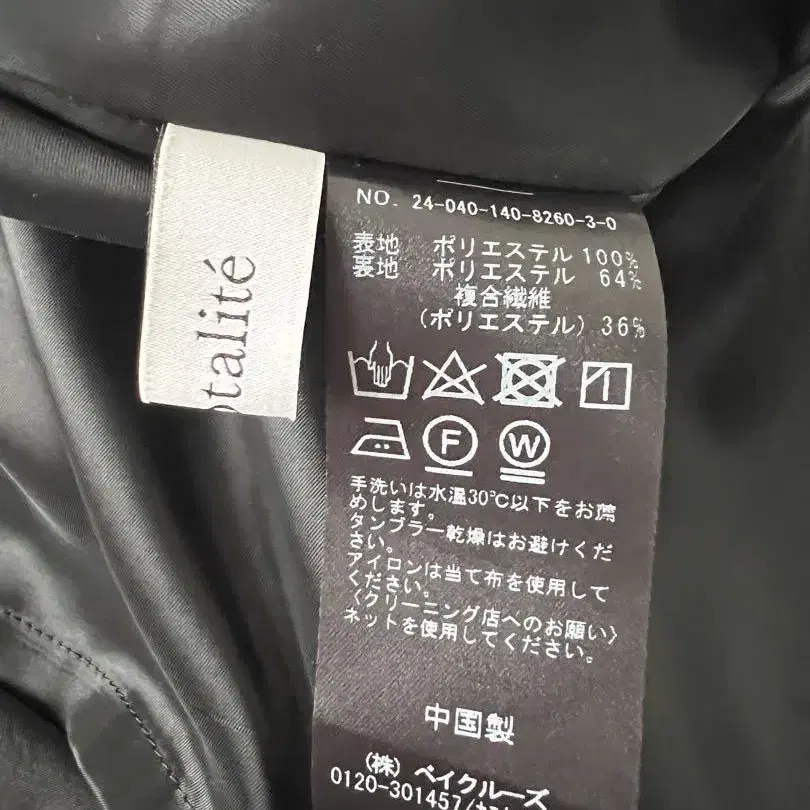 otalité
NO. 24-040-140-8260-3-0
表地 ポリエステル 100%
裏地 ポリエステル 64%
複合繊維
(ポリエステル) 36%
F W
手洗いは水温30℃以下をお薦
めします。
タンブラー乾燥はお避けくだ
さい。
アイロンは当て布を使用して
ください。
〈クリーニング店へのお願い〉
ネットを使用してください。
中国製
(株) ベイクルーズ
0120-301457/